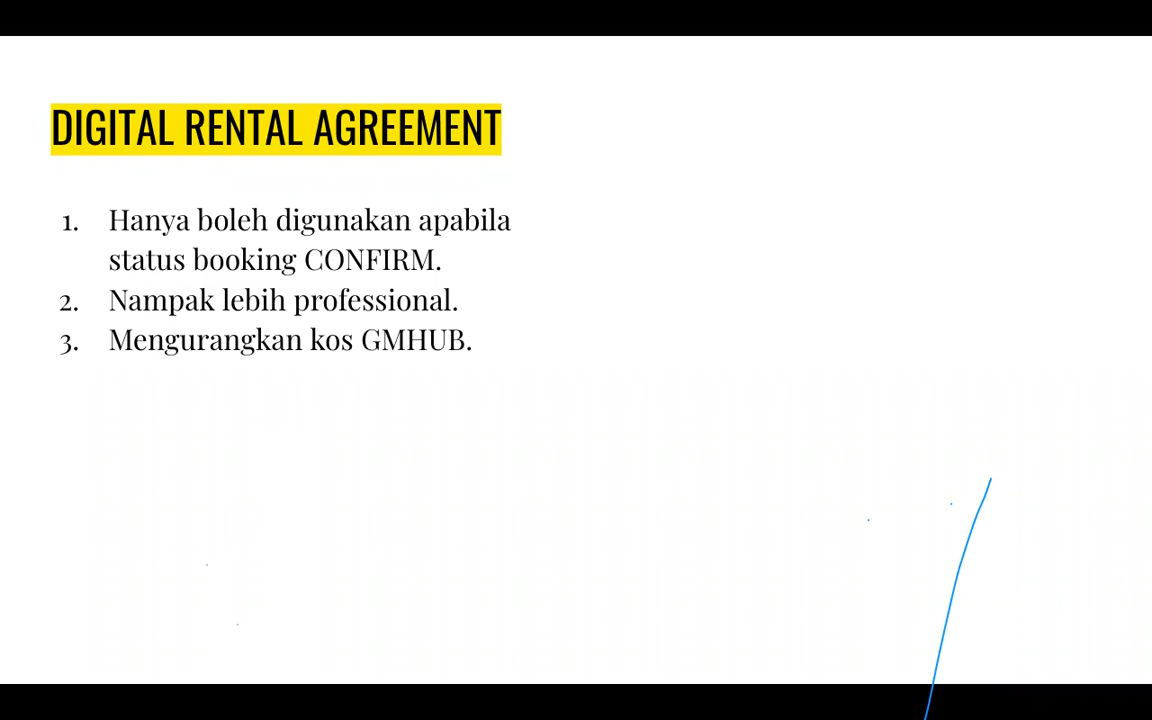 DIGITAL RENTAL AGREEMENT
1. Hanya boleh digunakan apabila
status booking CONFIRM.
2. Nampak lebih professional.
3. Mengurangkan kos GMHUB.